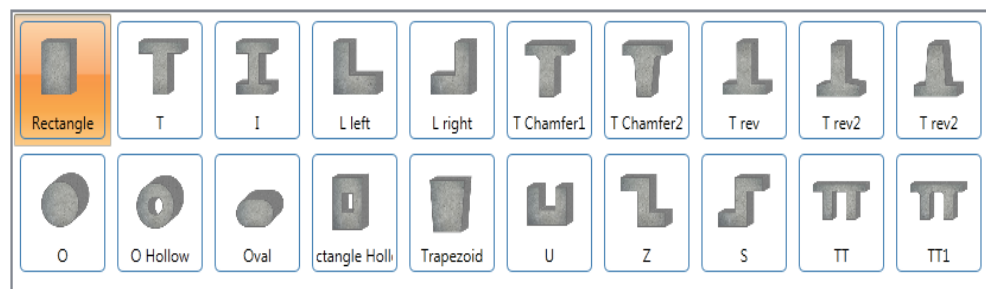 Rectangle
T
I
L left
L right
T Chamfer1
T Chamfer2
T rev
T rev2
T rev2
O
O Hollow
Oval
ctangle Holl
Trapezoid
U
Z
S
TT
TT1